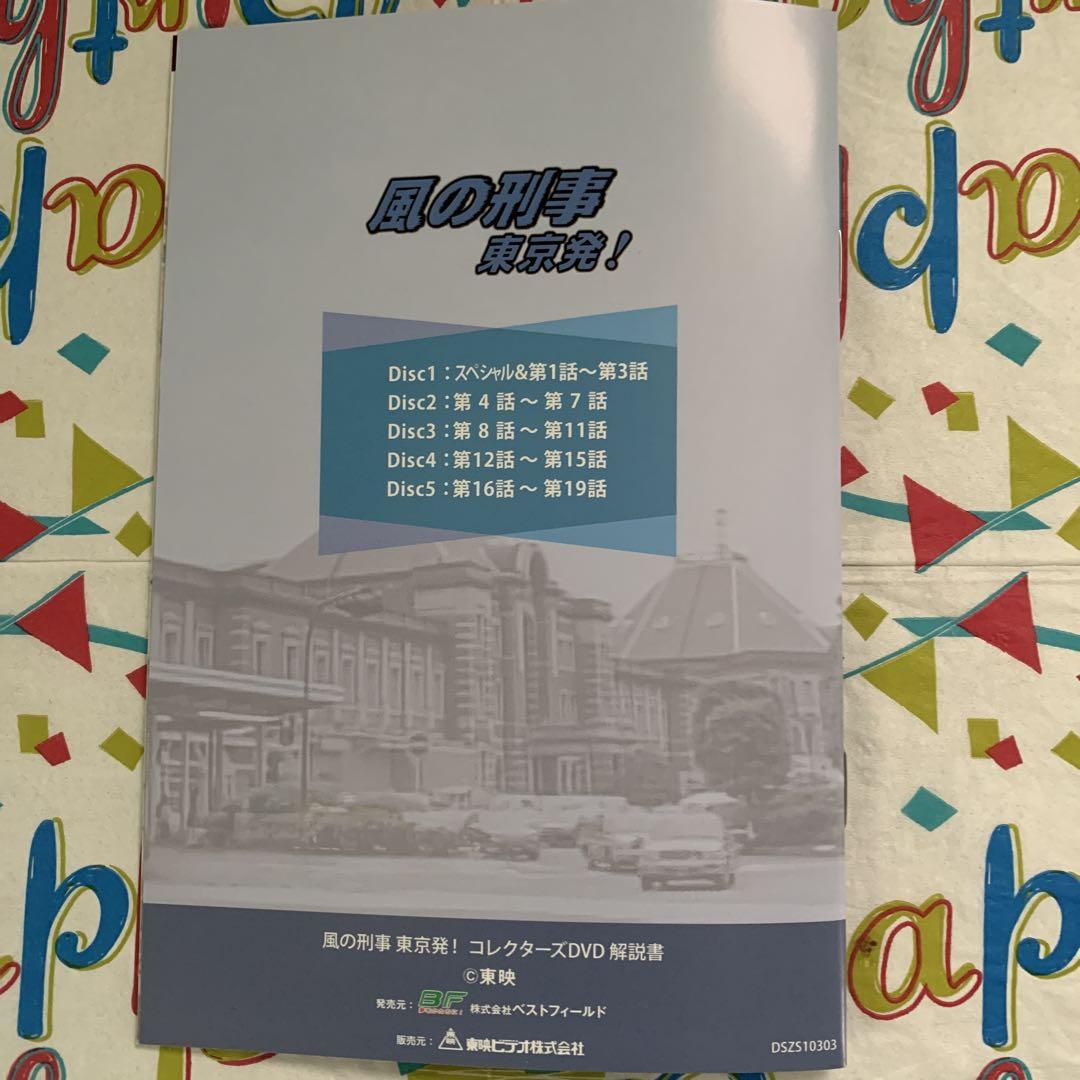 風の刑事
東京発！
Disc1：スペシャル&第1話～第3話
Disc2：第 4 話 ～ 第 7 話
Disc3：第 8 話 ～ 第11話
Disc4：第12話 ～ 第15話
Disc5：第16話 ～ 第19話
風の刑事 東京発！ コレクターズDVD 解説書
©東映
発売元： BF 株式会社ベストフィールド
販売元： 東映 東映ビデオ株式会社
DSZS10303